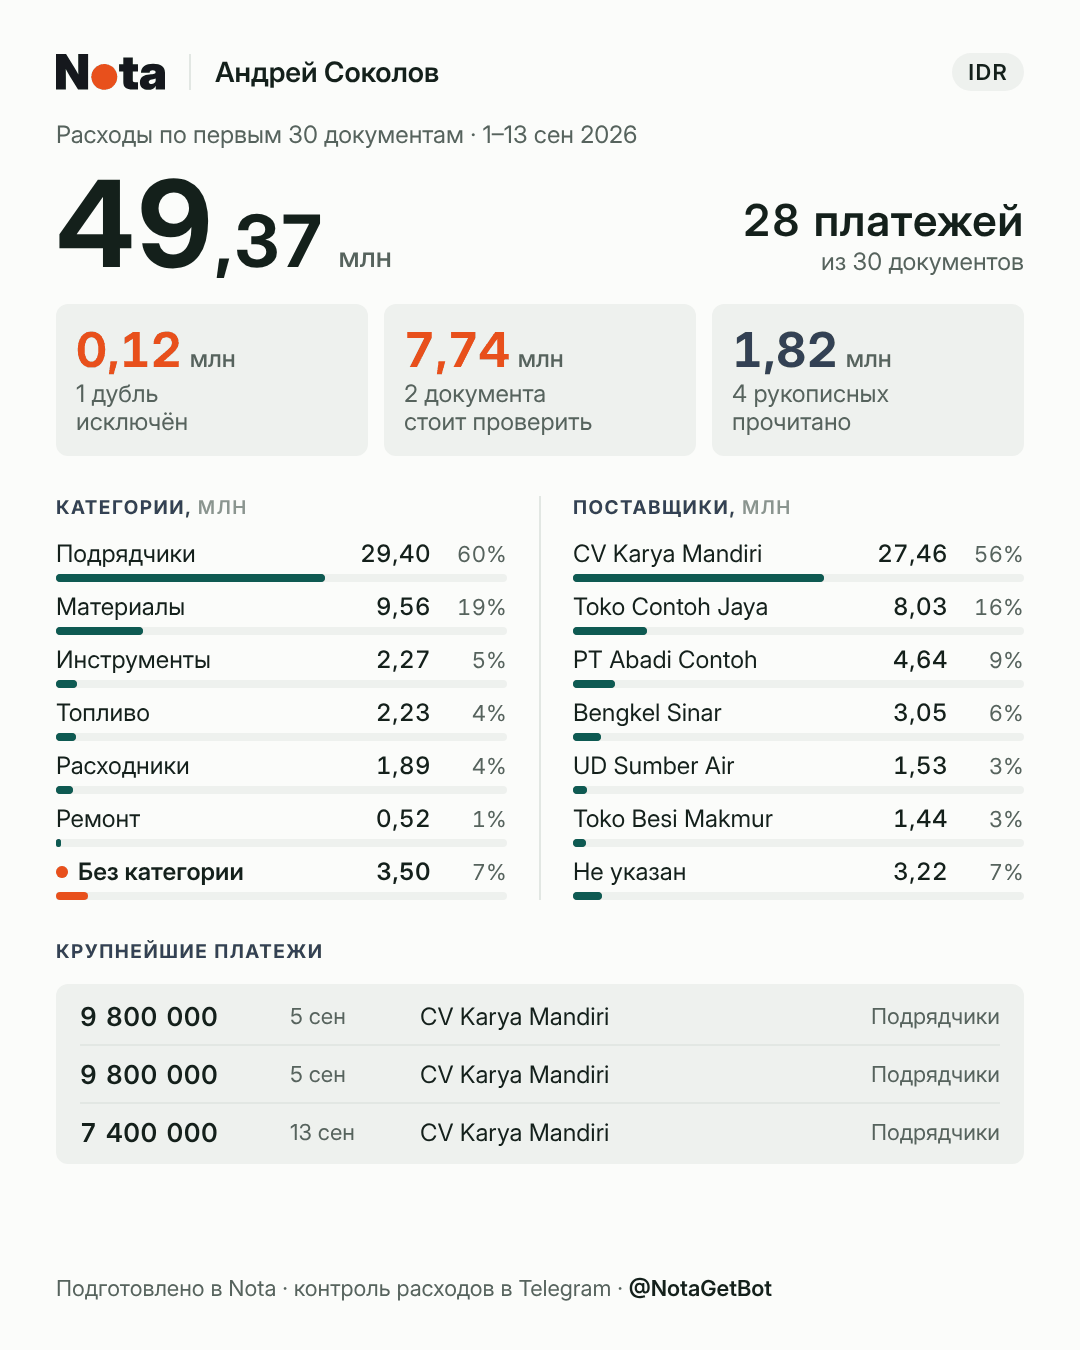 Nota
Андрей Соколов
IDR
Расходы по первым 30 документам · 1–13 сен 2026
49,37 млн
28 платежей
из 30 документов
0,12 млн
1 дубль
исключён
7,74 млн
2 документа
стоит проверить
1,82 млн
4 рукописных
прочитано
КАТЕГОРИИ, МЛН
Подрядчики 29,40 60%
Материалы 9,56 19%
Инструменты 2,27 5%
Топливо 2,23 4%
Расходники 1,89 4%
Ремонт 0,52 1%
Без категории 3,50 7%
ПОСТАВЩИКИ, МЛН
CV Karya Mandiri 27,46 56%
Toko Contoh Jaya 8,03 16%
PT Abadi Contoh 4,64 9%
Bengkel Sinar 3,05 6%
UD Sumber Air 1,53 3%
Toko Besi Makmur 1,44 3%
Не указан 3,22 7%
КРУПНЕЙШИЕ ПЛАТЕЖИ
9 800 000 5 сен CV Karya Mandiri Подрядчики
9 800 000 5 сен CV Karya Mandiri Подрядчики
7 400 000 13 сен CV Karya Mandiri Подрядчики
Подготовлено в Nota · контроль расходов в Telegram · @NotaGetBot